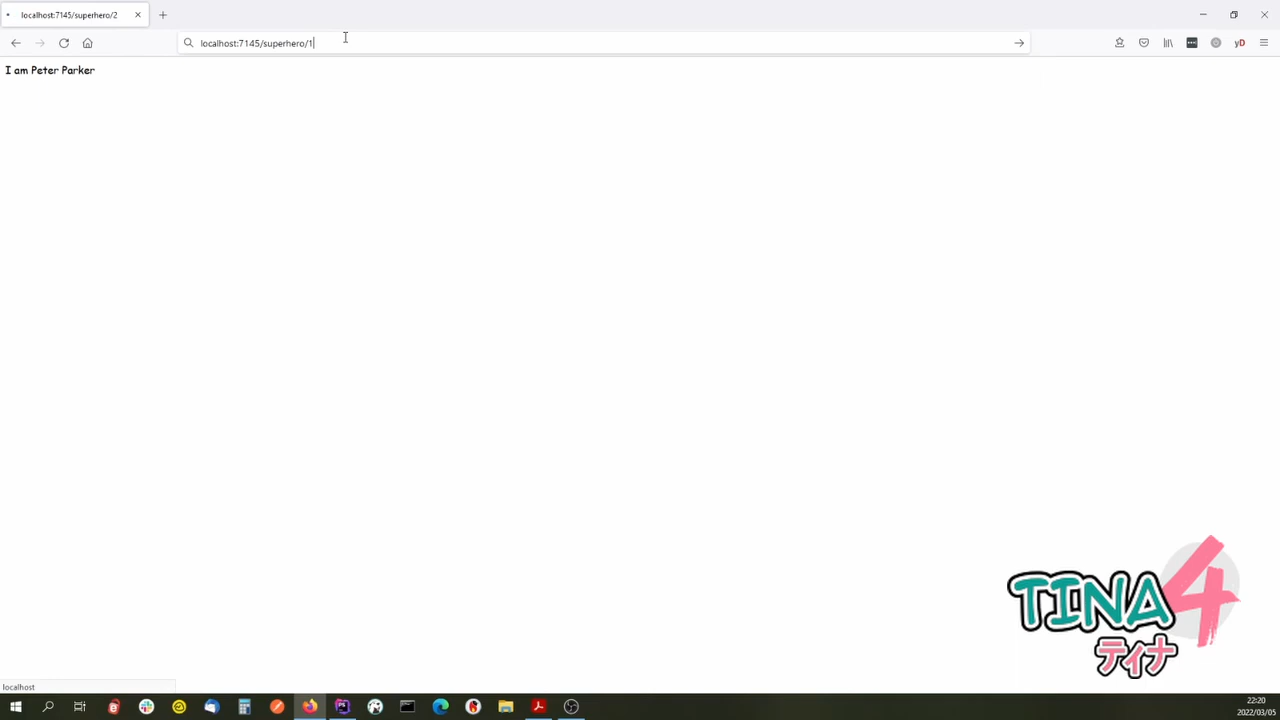 localhost:7145/superhero/2
localhost:7145/superhero/1
yD
I am Peter Parker
TINA4
ティナ
localhost
22:20
2022/03/05